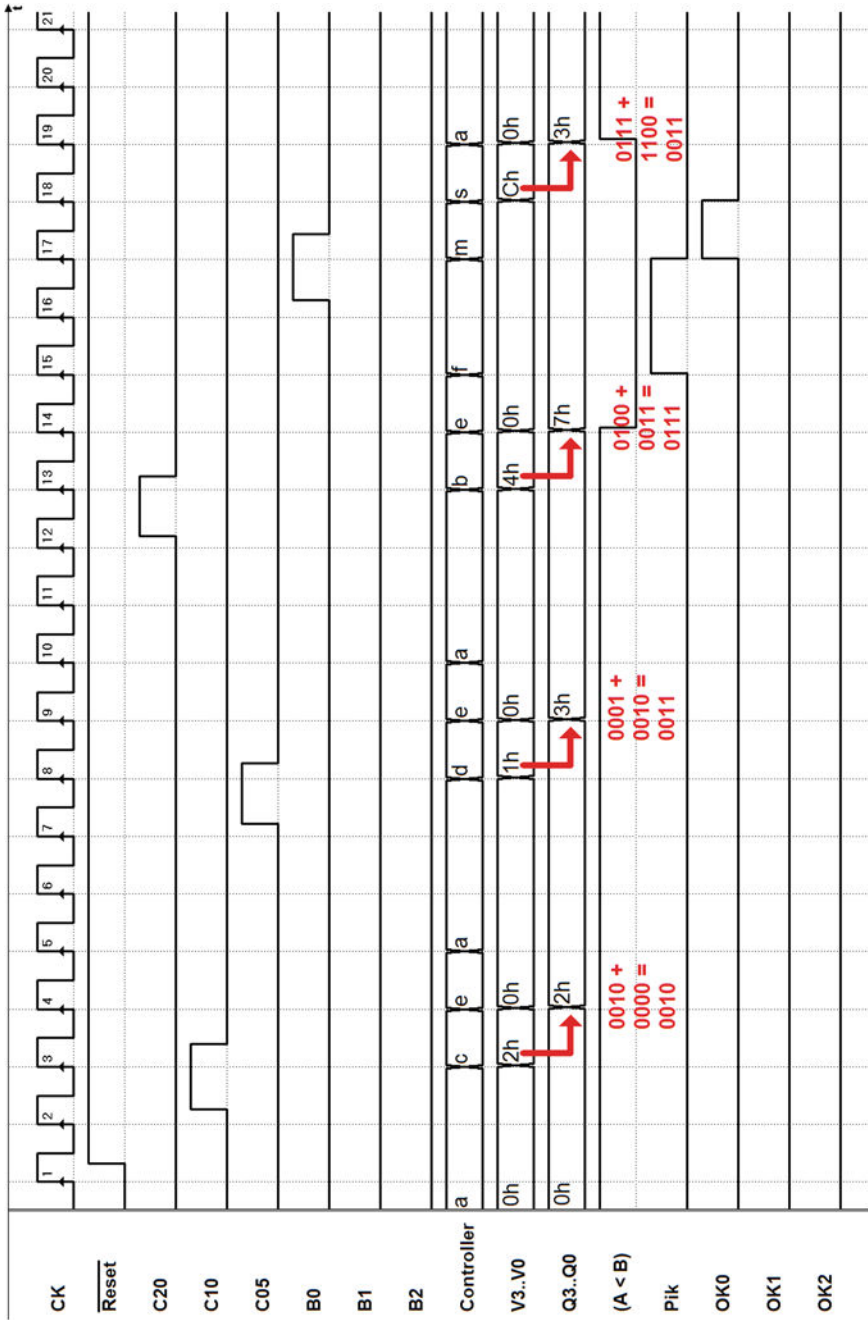 t
CK 1 2 3 4 5 6 7 8 9 10 11 12 13 14 15 16 17 18 19 20 21
Reset
C20
C10
C05
B0
B1
B2
Controller a c e a d e a b e f m s a
V3..V0 0h 2h 0h 1h 0h 4h 0h Ch 0h
Q3..Q0 0h 2h 3h 7h 3h
(A < B)
Pik
OK0
OK1
OK2
0010 +
0000 =
0010
0001 +
0010 =
0011
0100 +
0011 =
0111
0111 +
1100 =
0011